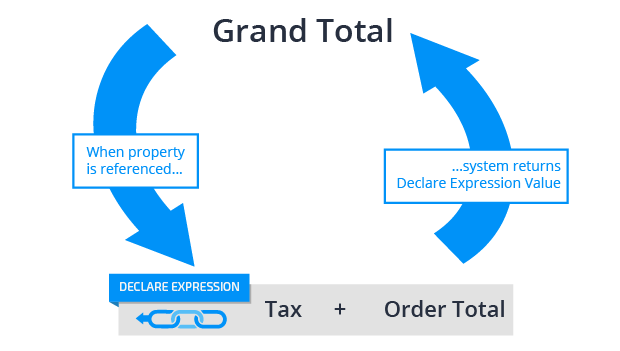 Grand Total
When property
is referenced...
...system returns
Declare Expression Value
DECLARE EXPRESSION
Tax + Order Total